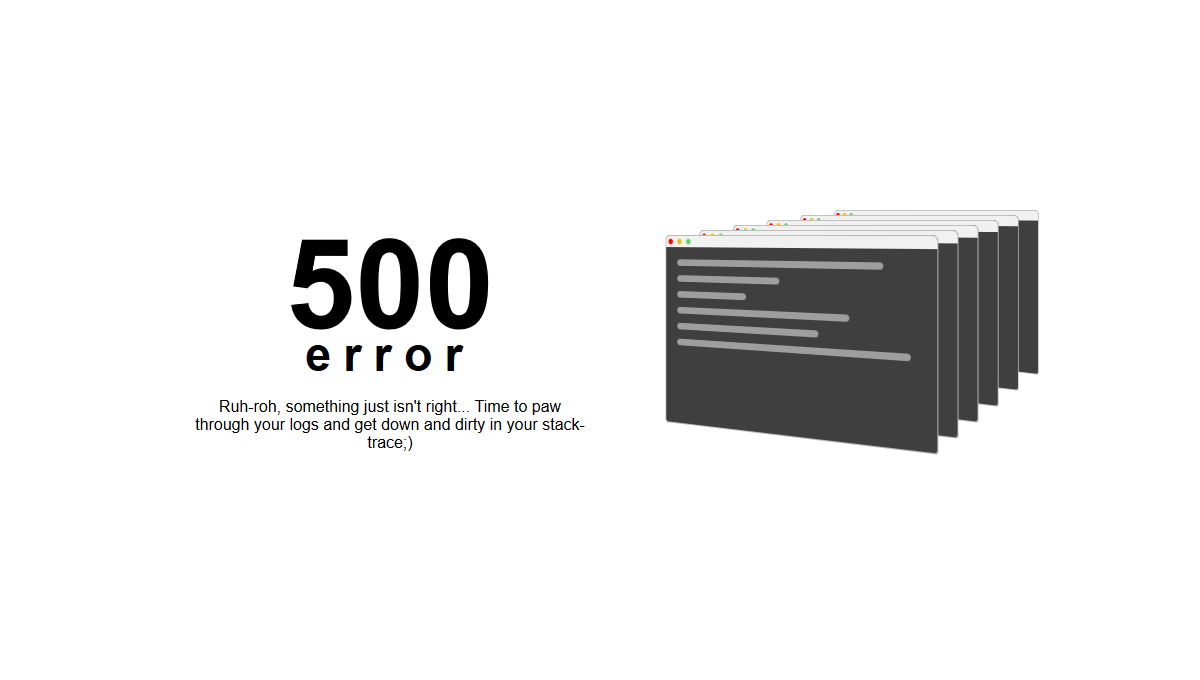 500
error
Ruh-roh, something just isn't right... Time to paw
through your logs and get down and dirty in your stack-
trace;)